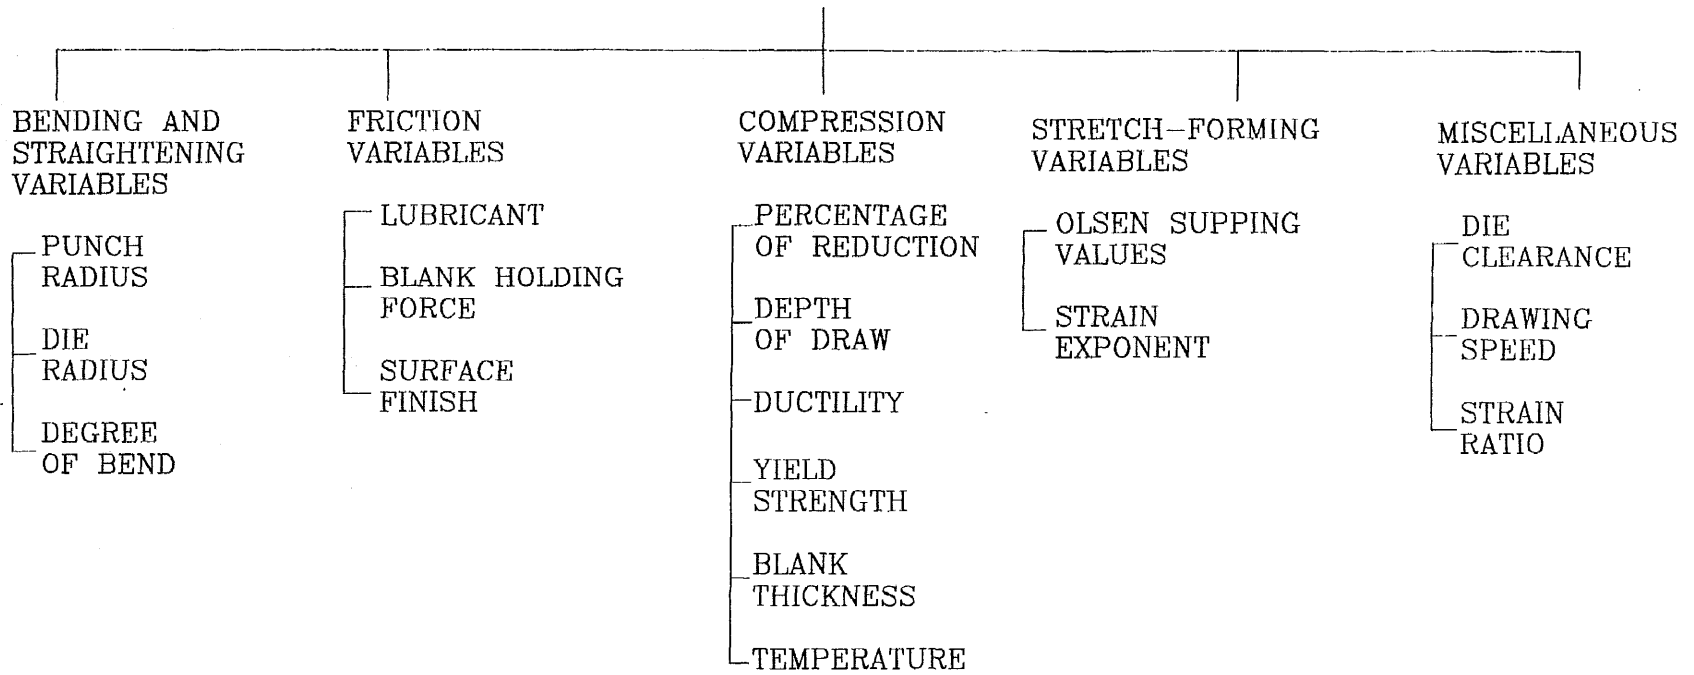 BENDING AND
STRAIGHTENING
VARIABLES
PUNCH
RADIUS
DIE
RADIUS
DEGREE
OF BEND
FRICTION
VARIABLES
LUBRICANT
BLANK HOLDING
FORCE
SURFACE
FINISH
COMPRESSION
VARIABLES
PERCENTAGE
OF REDUCTION
DEPTH
OF DRAW
DUCTILITY
YIELD
STRENGTH
BLANK
THICKNESS
TEMPERATURE
STRETCH-FORMING
VARIABLES
OLSEN SUPPING
VALUES
STRAIN
EXPONENT
MISCELLANEOUS
VARIABLES
DIE
CLEARANCE
DRAWING
SPEED
STRAIN
RATIO